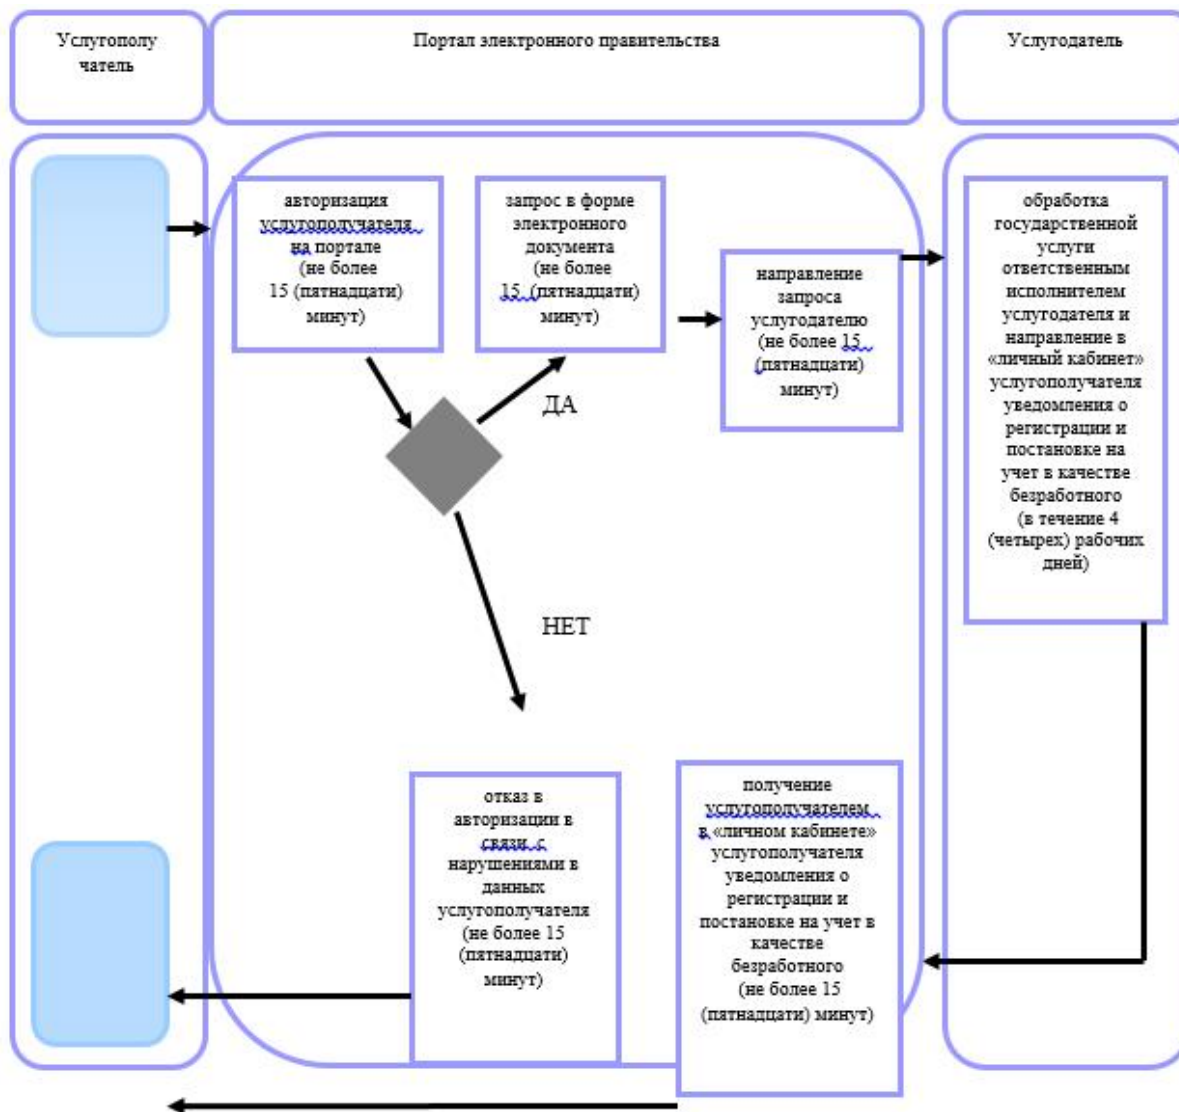 Услугополу
чатель
Портал электронного правительства
Услугодатель
авторизация
услугополучателя
на портале
(не более
15 (пятнадцати)
минут)
запрос в форме
электронного
документа
(не более
15 (пятнадцати)
минут)
направление
запроса
услугодателю
(не более 15
(пятнадцати)
минут)
обработка
государственной
услуги
ответственным
исполнителем
услугодателя и
направление в
«личный кабинет»
услугополучателя
уведомления о
регистрации и
постановке на
учет в качестве
безработного
(в течение 4
(четырех) рабочих
дней)
ДА
НЕТ
отказ в
авторизации в
связи с
нарушениями в
данных
услугополучателя
(не более 15
(пятнадцати)
минут)
получение
услугополучателем
в «личном кабинете»
услугополучателя
уведомления о
регистрации и
постановке на учет в
качестве
безработного
(не более 15
(пятнадцати) минут)